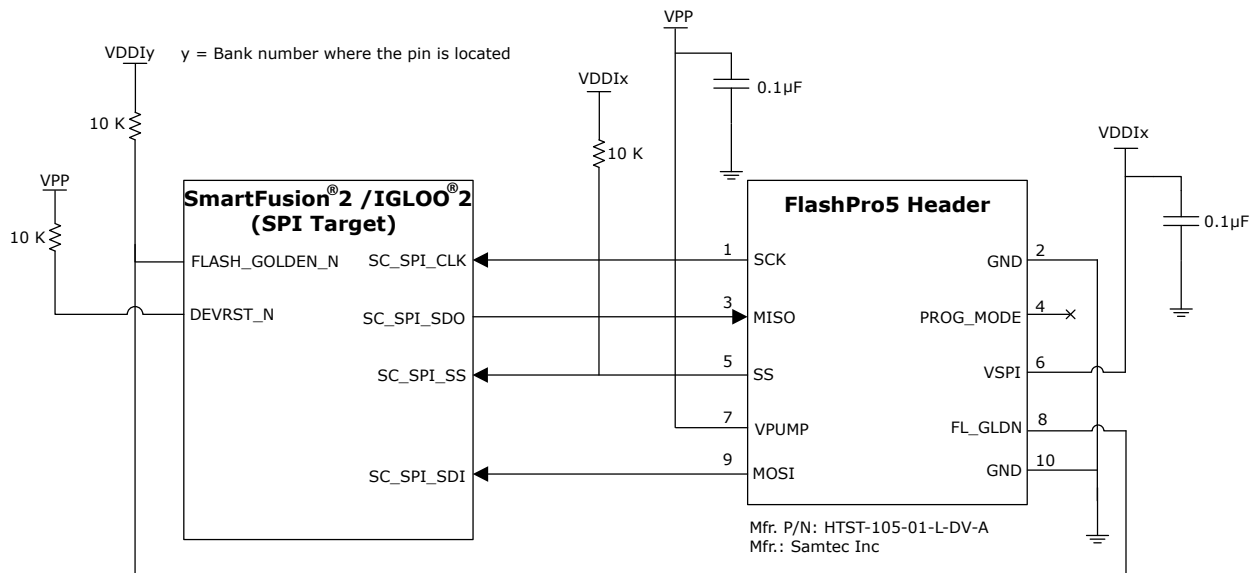 VPP
VDDIy
y = Bank number where the pin is located
VDDIx
0.1µF
10 K
10 K
VDDIx
VPP
SmartFusion®2 /IGLOO®2
(SPI Target)
FlashPro5 Header
10 K
0.1µF
FLASH_GOLDEN_N
SC_SPI_CLK
1
SCK
GND
2
DEVRST_N
SC_SPI_SDO
3
MISO
PROG_MODE
4
SC_SPI_SS
5
SS
VSPI
6
7
VPUMP
FL_GLDN
8
SC_SPI_SDI
9
MOSI
GND
10
Mfr. P/N: HTST-105-01-L-DV-A
Mfr.: Samtec Inc